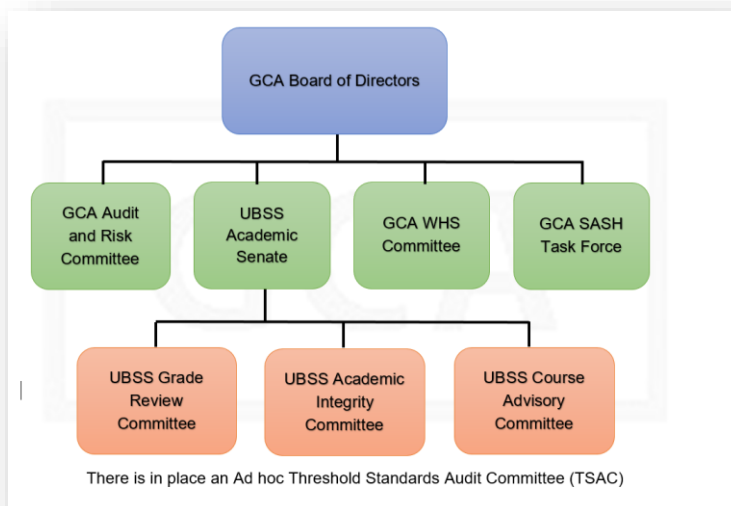 GCA Board of Directors
GCA Audit
and Risk
Committee
UBSS
Academic
Senate
GCA WHS
Committee
GCA SASH
Task Force
UBSS Grade
Review
Committee
UBSS Academic
Integrity
Committee
UBSS Course
Advisory
Committee
There is in place an Ad hoc Threshold Standards Audit Committee (TSAC)
GCA